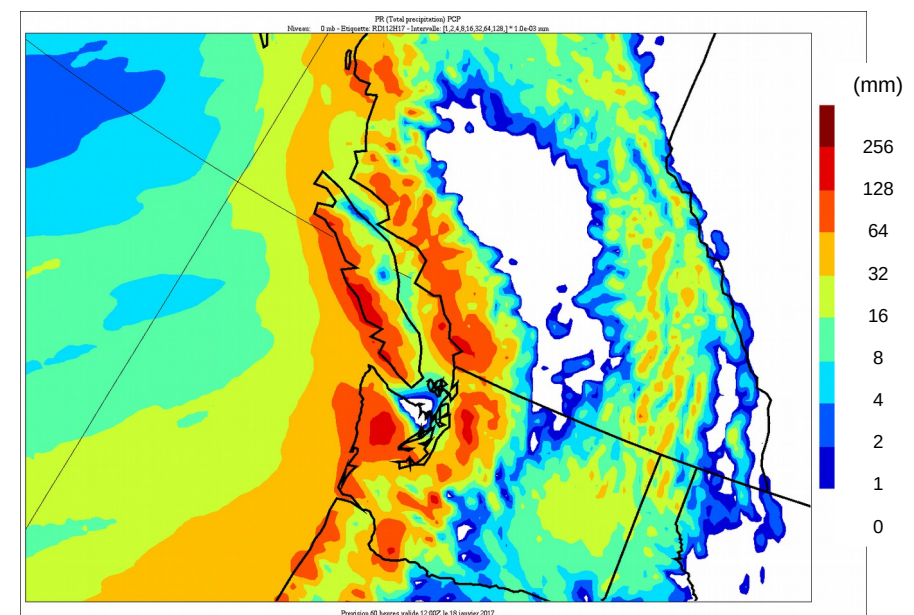 PR (Total precipitation) PCP
Niveau: 0 mb - Etiquette: RD112H17 - Intervalle: [1,2,4,8,16,32,64,128,] * 1.0e-03 mm
(mm)
256
128
64
32
16
8
4
2
1
0
Prevision 60 heures valide 12:00Z le 18 janvier 2017